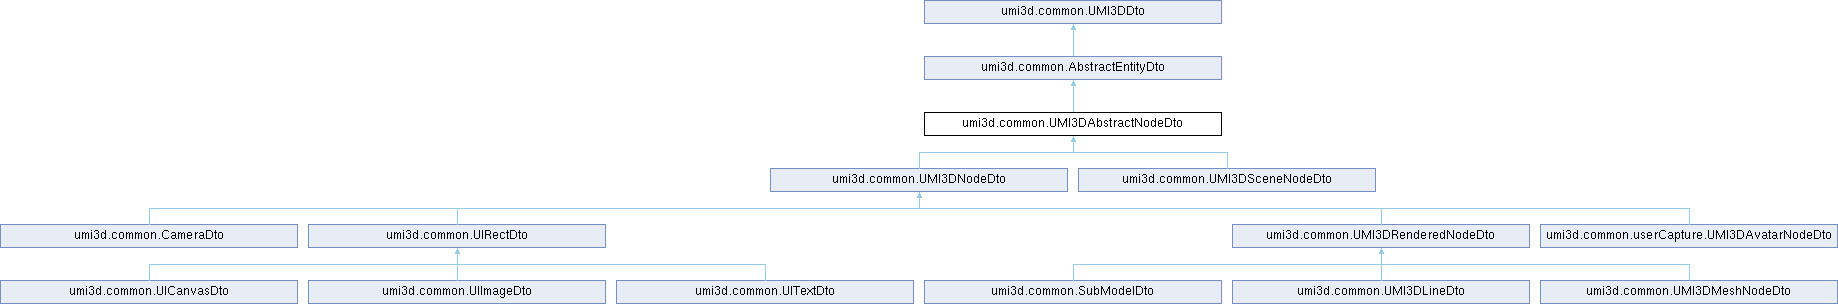 umi3d.common.UMI3DDto
umi3d.common.AbstractEntityDto
umi3d.common.UMI3DAbstractNodeDto
umi3d.common.UMI3DNodeDto
umi3d.common.UMI3DSceneNodeDto
umi3d.common.CameraDto
umi3d.common.UIRectDto
umi3d.common.UMI3DRenderedNodeDto
umi3d.common.userCapture.UMI3DAvatarNodeDto
umi3d.common.UICanvasDto
umi3d.common.UIImageDto
umi3d.common.UITextDto
umi3d.common.SubModelDto
umi3d.common.UMI3DLineDto
umi3d.common.UMI3DMeshNodeDto